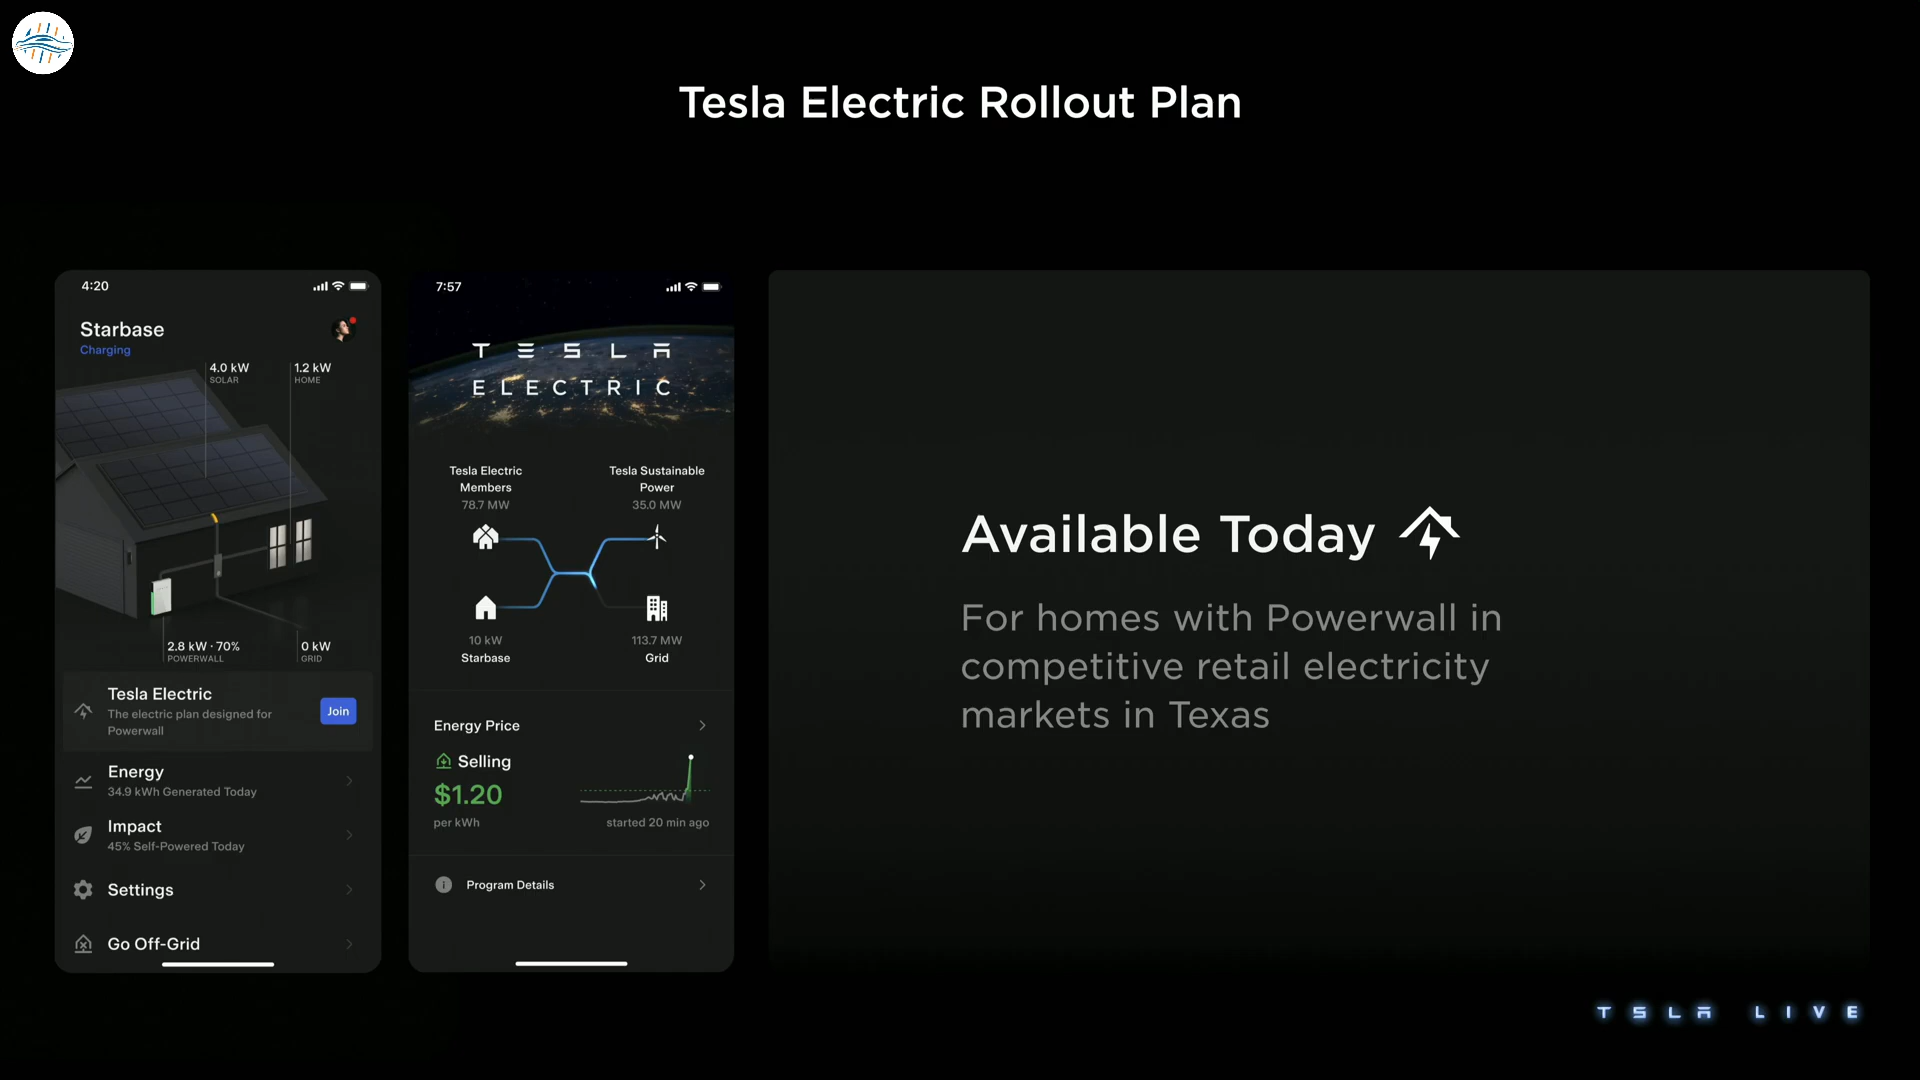 Tesla Electric Rollout Plan
4:20
Starbase
Charging
4.0 kW
SOLAR
1.2 kW
HOME
2.8 kW · 70%
POWERWALL
0 kW
GRID
Tesla Electric
The electric plan designed for
Powerwall
Join
Energy
34.9 kWh Generated Today
Impact
45% Self-Powered Today
Settings
Go Off-Grid
7:57
TESLA
ELECTRIC
Tesla Electric
Members
78.7 MW
Tesla Sustainable
Power
35.0 MW
10 kW
Starbase
113.7 MW
Grid
Energy Price
Selling
$1.20
per kWh
started 20 min ago
Program Details
Available Today
For homes with Powerwall in
competitive retail electricity
markets in Texas
TSLA LIVE